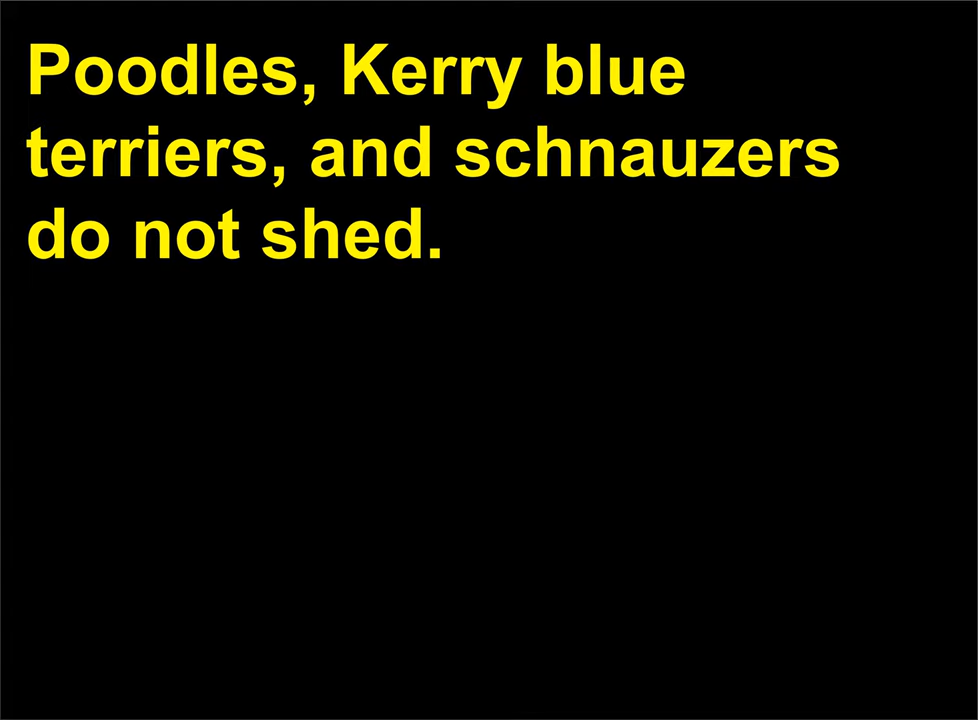 Poodles, Kerry blue
terriers, and schnauzers
do not shed.